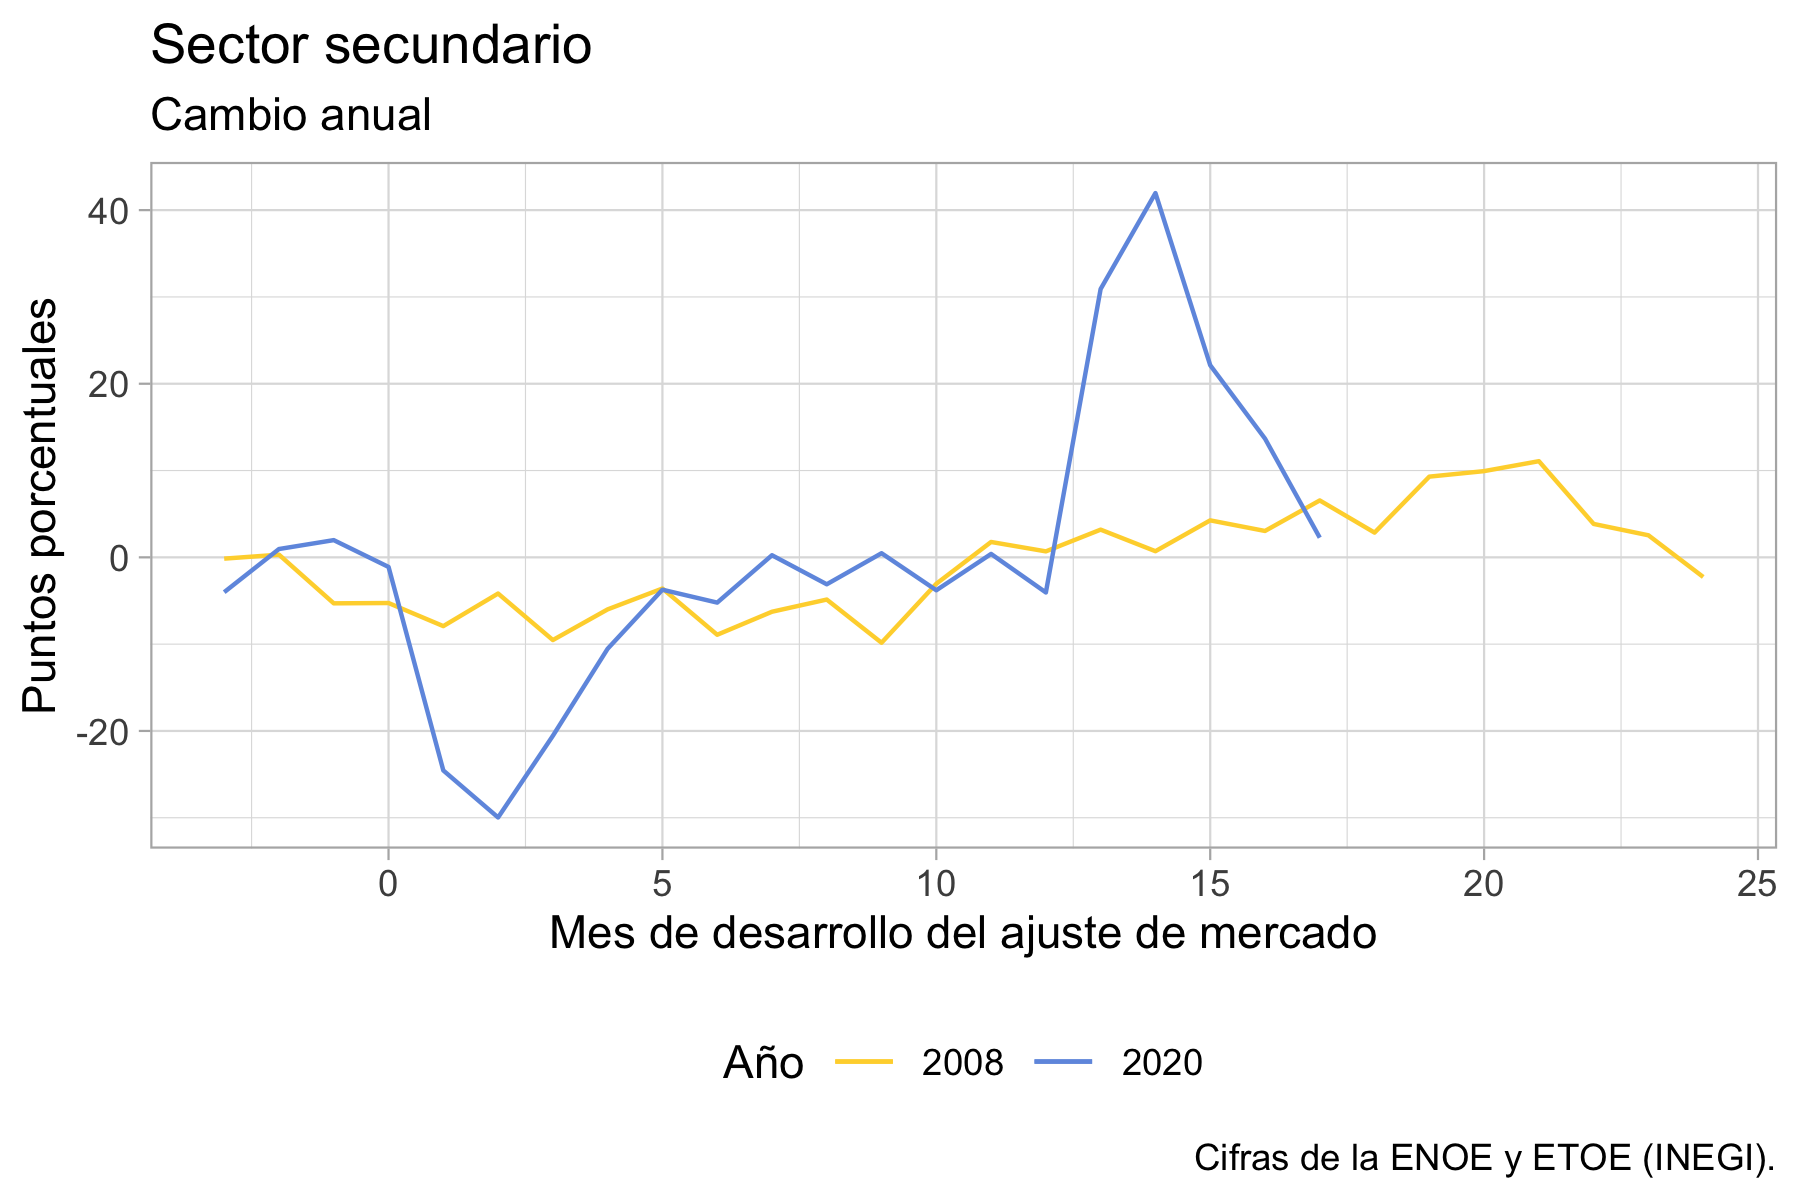 Sector secundario
Cambio anual
Puntos porcentuales
40
20
0
-20
0 5 10 15 20 25
Mes de desarrollo del ajuste de mercado
Año 2008 2020
Cifras de la ENOE y ETOE (INEGI).